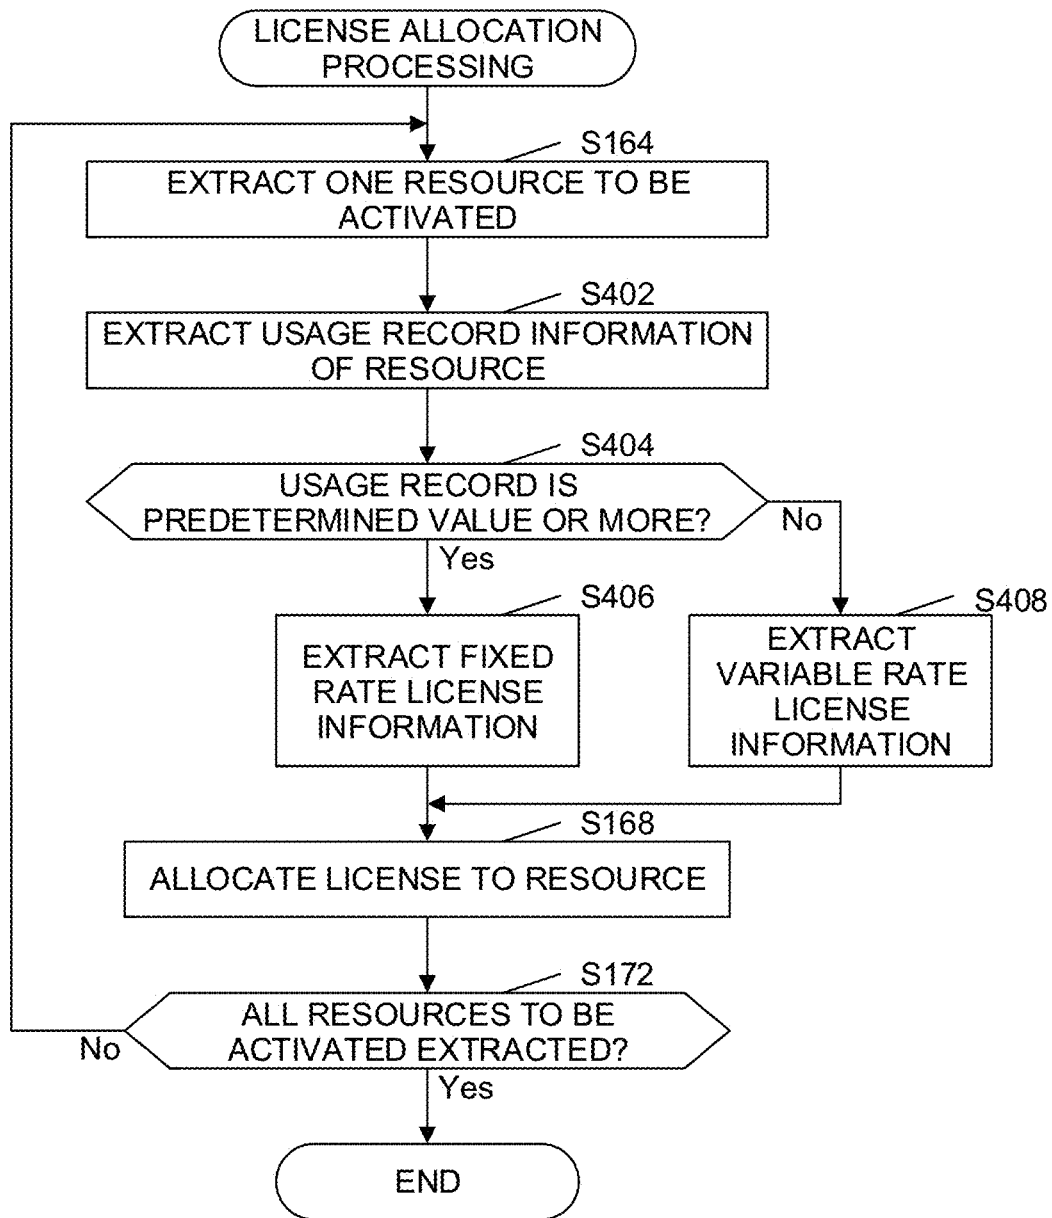 LICENSE ALLOCATION
PROCESSING
S164
EXTRACT ONE RESOURCE TO BE
ACTIVATED
S402
EXTRACT USAGE RECORD INFORMATION
OF RESOURCE
S404
USAGE RECORD IS
PREDETERMINED VALUE OR MORE?
No
Yes
S406
EXTRACT FIXED
RATE LICENSE
INFORMATION
S408
EXTRACT
VARIABLE RATE
LICENSE
INFORMATION
S168
ALLOCATE LICENSE TO RESOURCE
S172
ALL RESOURCES TO BE
ACTIVATED EXTRACTED?
No
Yes
END